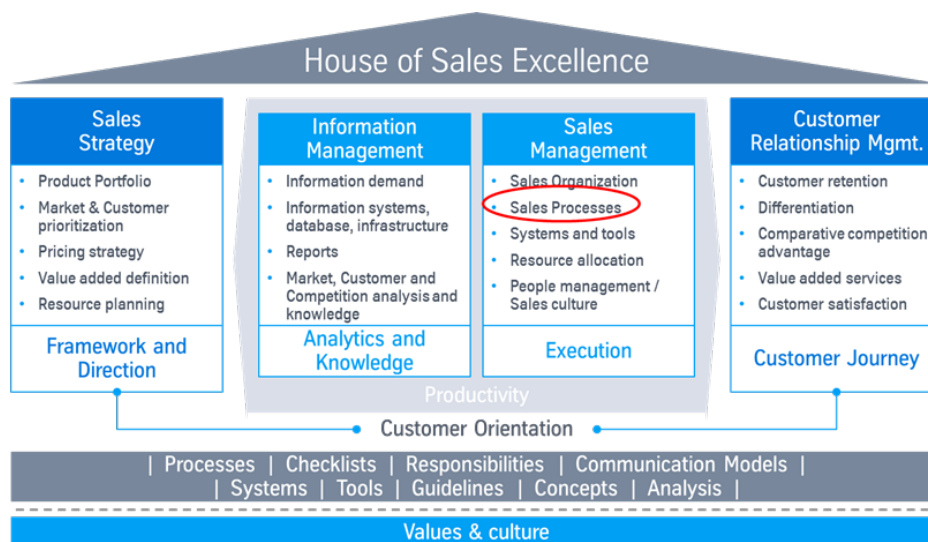 House of Sales Excellence
Sales
Strategy
• Product Portfolio
• Market & Customer
prioritization
• Pricing strategy
• Value added definition
• Resource planning
Framework and
Direction
Information
Management
• Information demand
• Information systems,
database, infrastructure
• Reports
• Market, Customer and
Competition analysis and
knowledge
Analytics and
Knowledge
Sales
Management
• Sales Organization
• Sales Processes
• Systems and tools
• Resource allocation
• People management /
Sales culture
Execution
Customer
Relationship Mgmt.
• Customer retention
• Differentiation
• Comparative competition
advantage
• Value added services
• Customer satisfaction
Customer Journey
Productivity
Customer Orientation
| Processes | Checklists | Responsibilities | Communication Models |
| Systems | Tools | Guidelines | Concepts | Analysis |
Values & culture